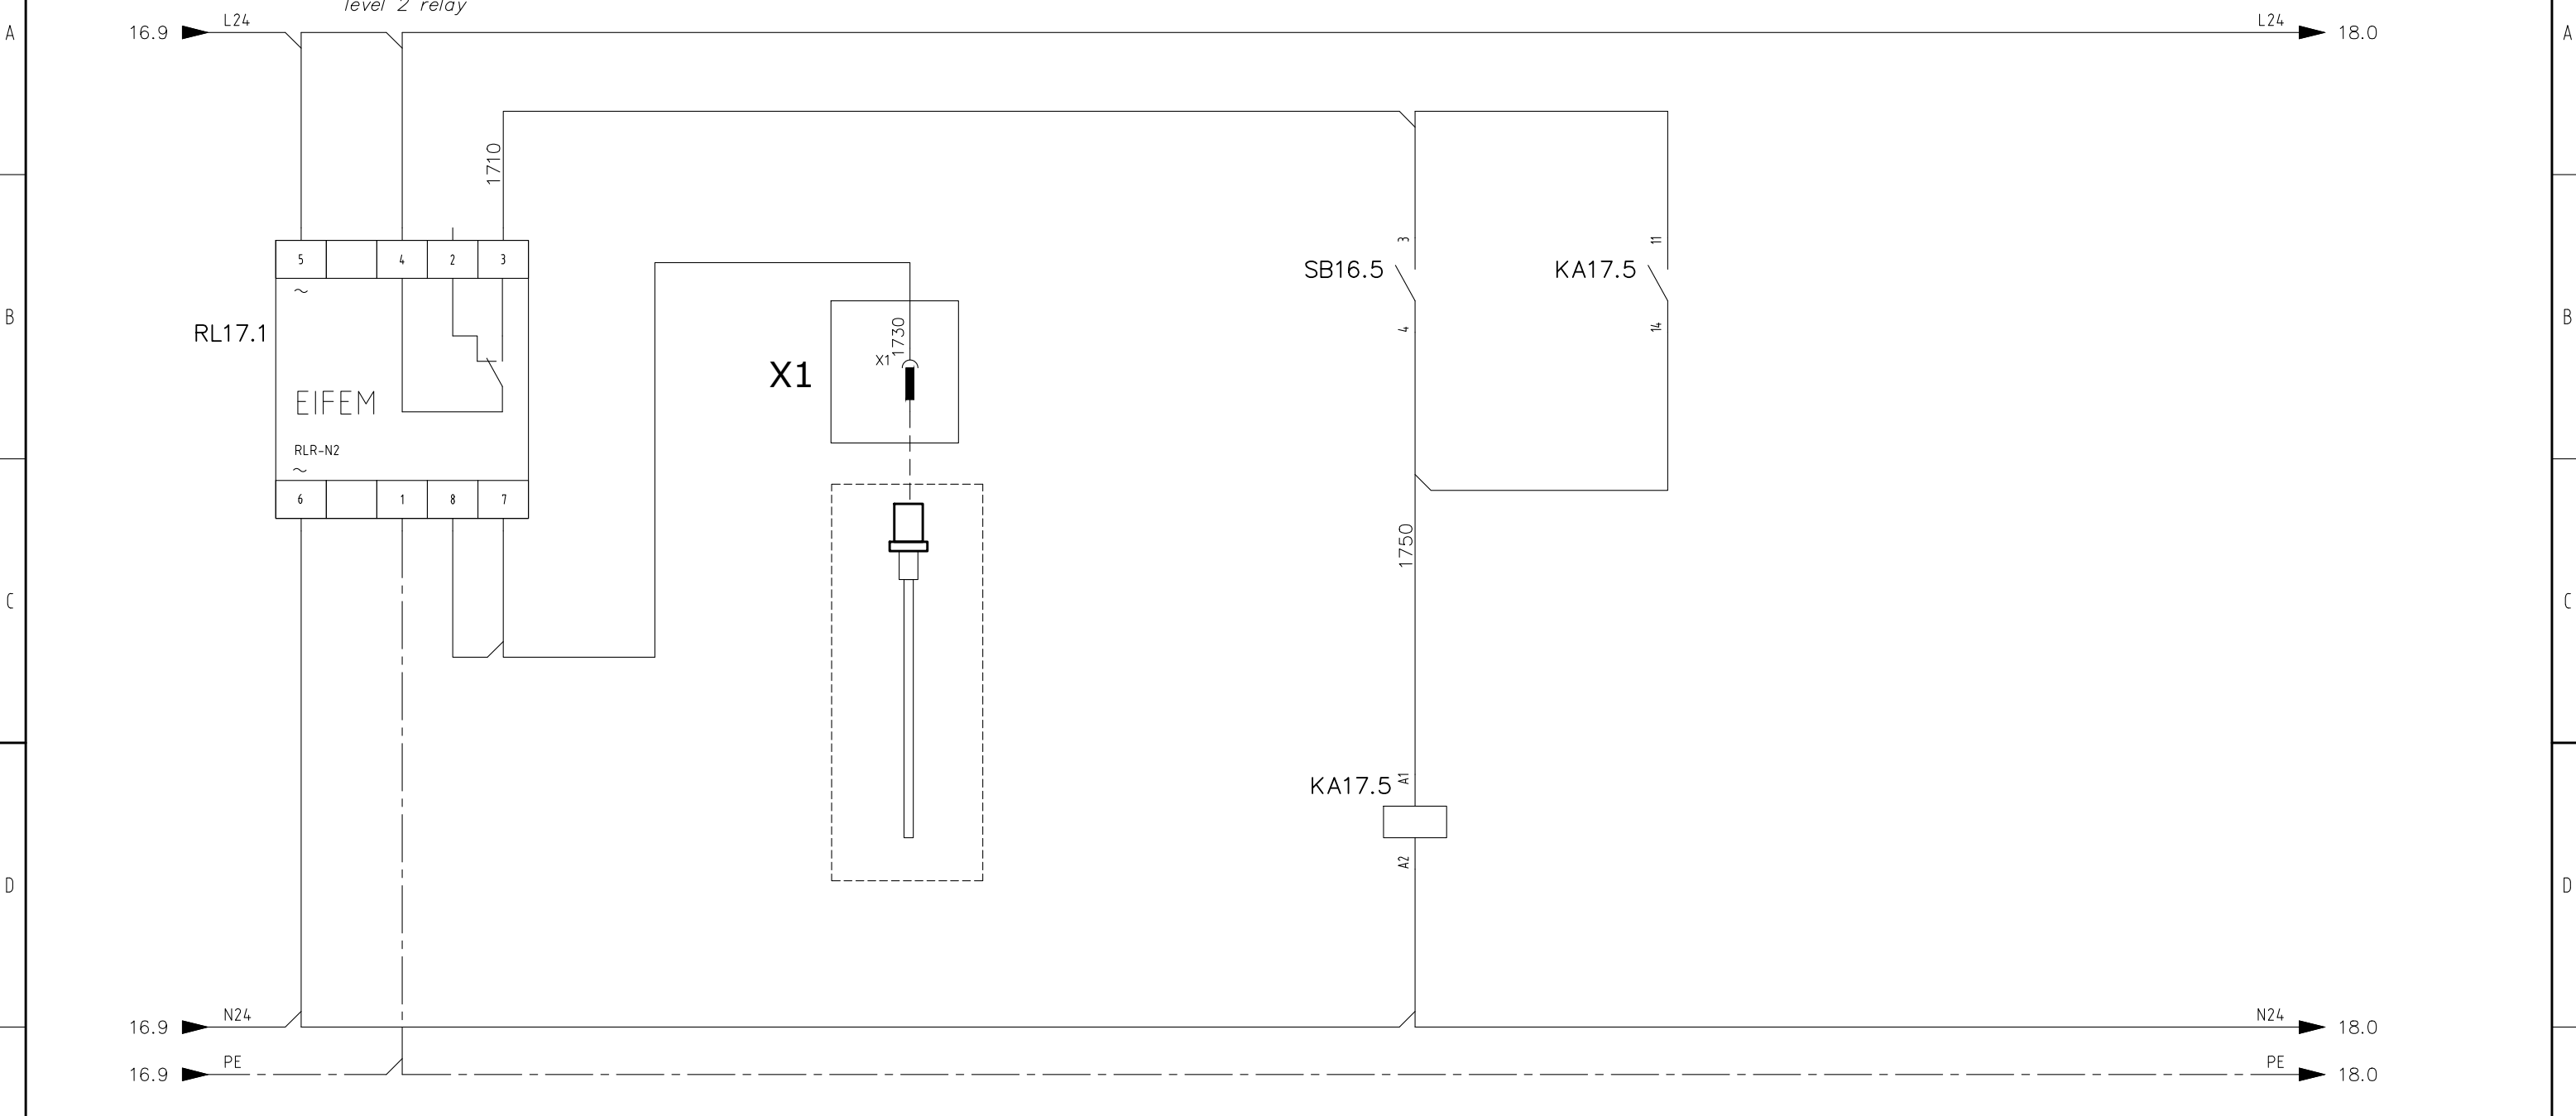 level 2 relay
A
16.9
L24
L24
18.0
A
1710
5
4
2
3
3
11
SB16.5
KA17.5
B
~
1730
4
14
B
RL17.1
X1
X1
EIFEM
RLR-N2
~
6
1
8
7
1750
C
C
KA17.5
A1
A2
D
D
16.9
N24
N24
18.0
16.9
PE
PE
18.0